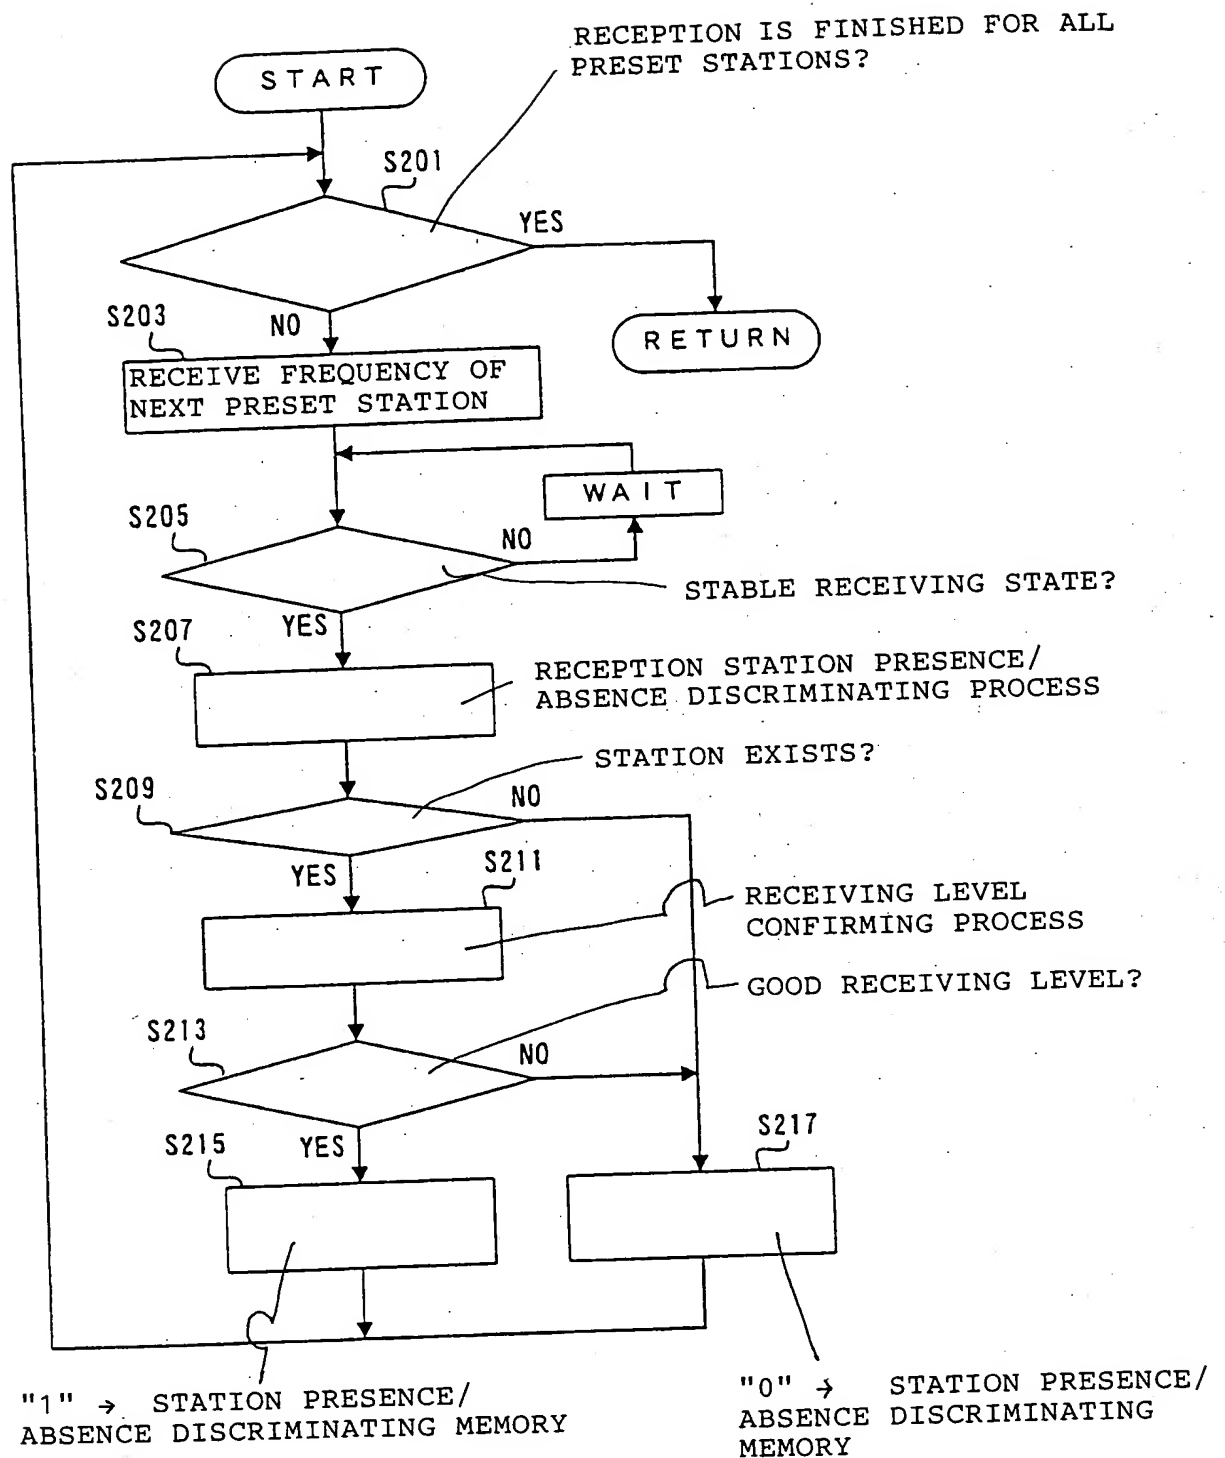 RECEPTION IS FINISHED FOR ALL
PRESET STATIONS?
START
S201
YES
S203
NO
RETURN
RECEIVE FREQUENCY OF
NEXT PRESET STATION
WAIT
S205
NO
STABLE RECEIVING STATE?
YES
S207
RECEPTION STATION PRESENCE/
ABSENCE DISCRIMINATING PROCESS
STATION EXISTS?
S209
NO
YES
S211
RECEIVING LEVEL
CONFIRMING PROCESS
GOOD RECEIVING LEVEL?
S213
NO
S215
YES
S217
"1" → STATION PRESENCE/
ABSENCE DISCRIMINATING MEMORY
"0" → STATION PRESENCE/
ABSENCE DISCRIMINATING
MEMORY